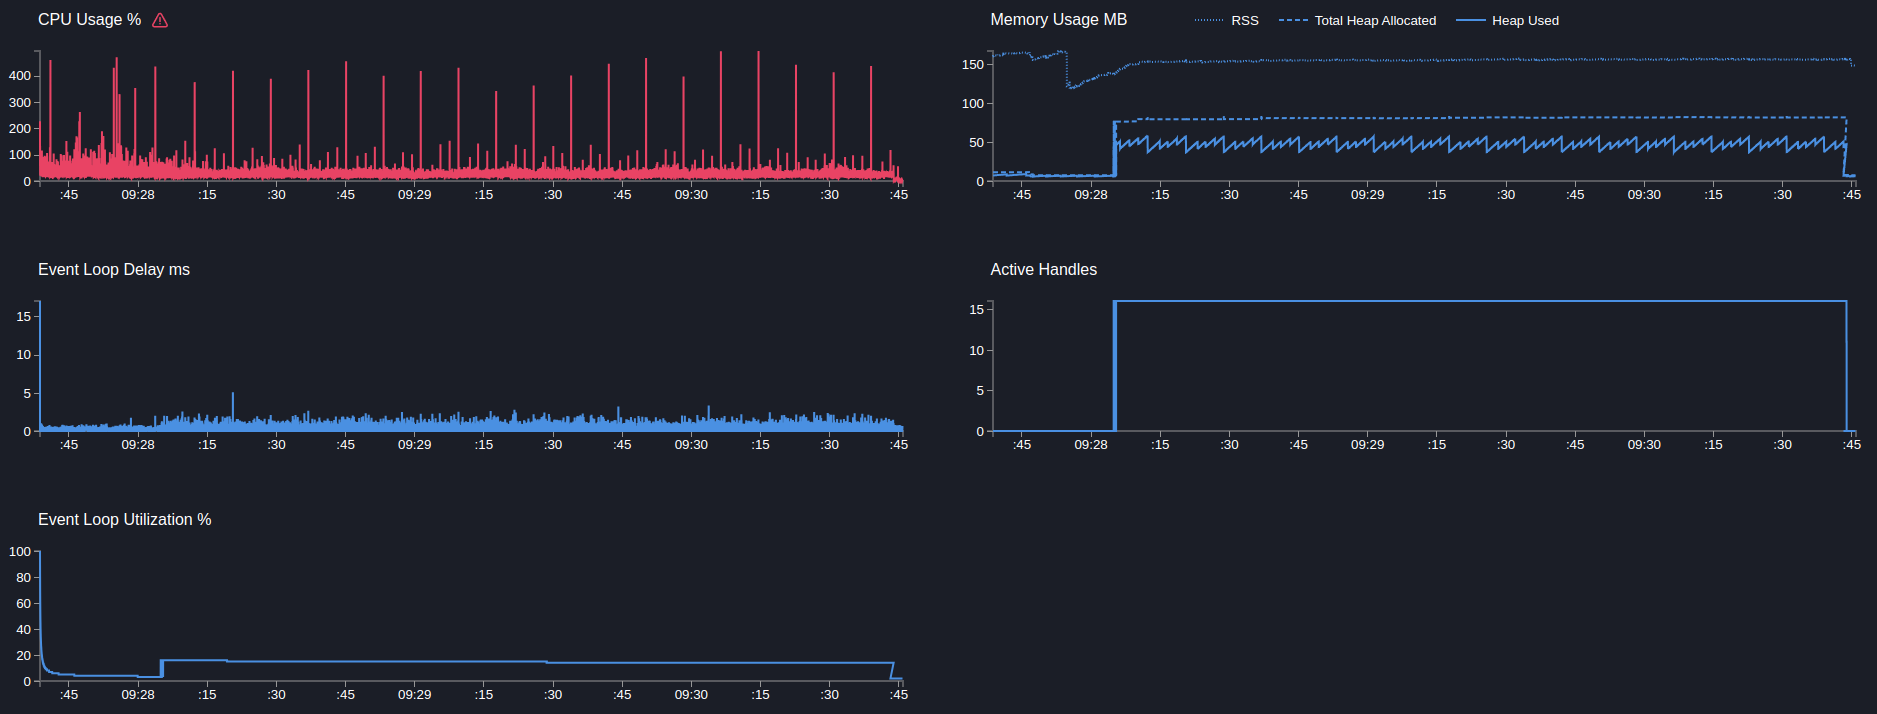 CPU Usage %
400
300
200
100
0
:45 09:28 :15 :30 :45 09:29 :15 :30 :45 09:30 :15 :30 :45
Memory Usage MB RSS Total Heap Allocated Heap Used
150
100
50
0
:45 09:28 :15 :30 :45 09:29 :15 :30 :45 09:30 :15 :30 :45
Event Loop Delay ms
15
10
5
0
:45 09:28 :15 :30 :45 09:29 :15 :30 :45 09:30 :15 :30 :45
Active Handles
15
10
5
0
:45 09:28 :15 :30 :45 09:29 :15 :30 :45 09:30 :15 :30 :45
Event Loop Utilization %
100
80
60
40
20
0
:45 09:28 :15 :30 :45 09:29 :15 :30 :45 09:30 :15 :30 :45